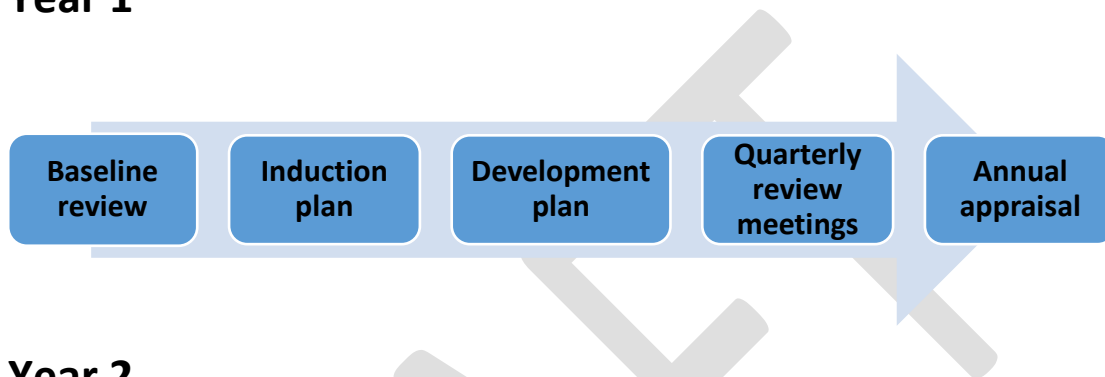 Year 1
Baseline
review
Induction
plan
Development
plan
Quarterly
review
meetings
Annual
appraisal
Year 2